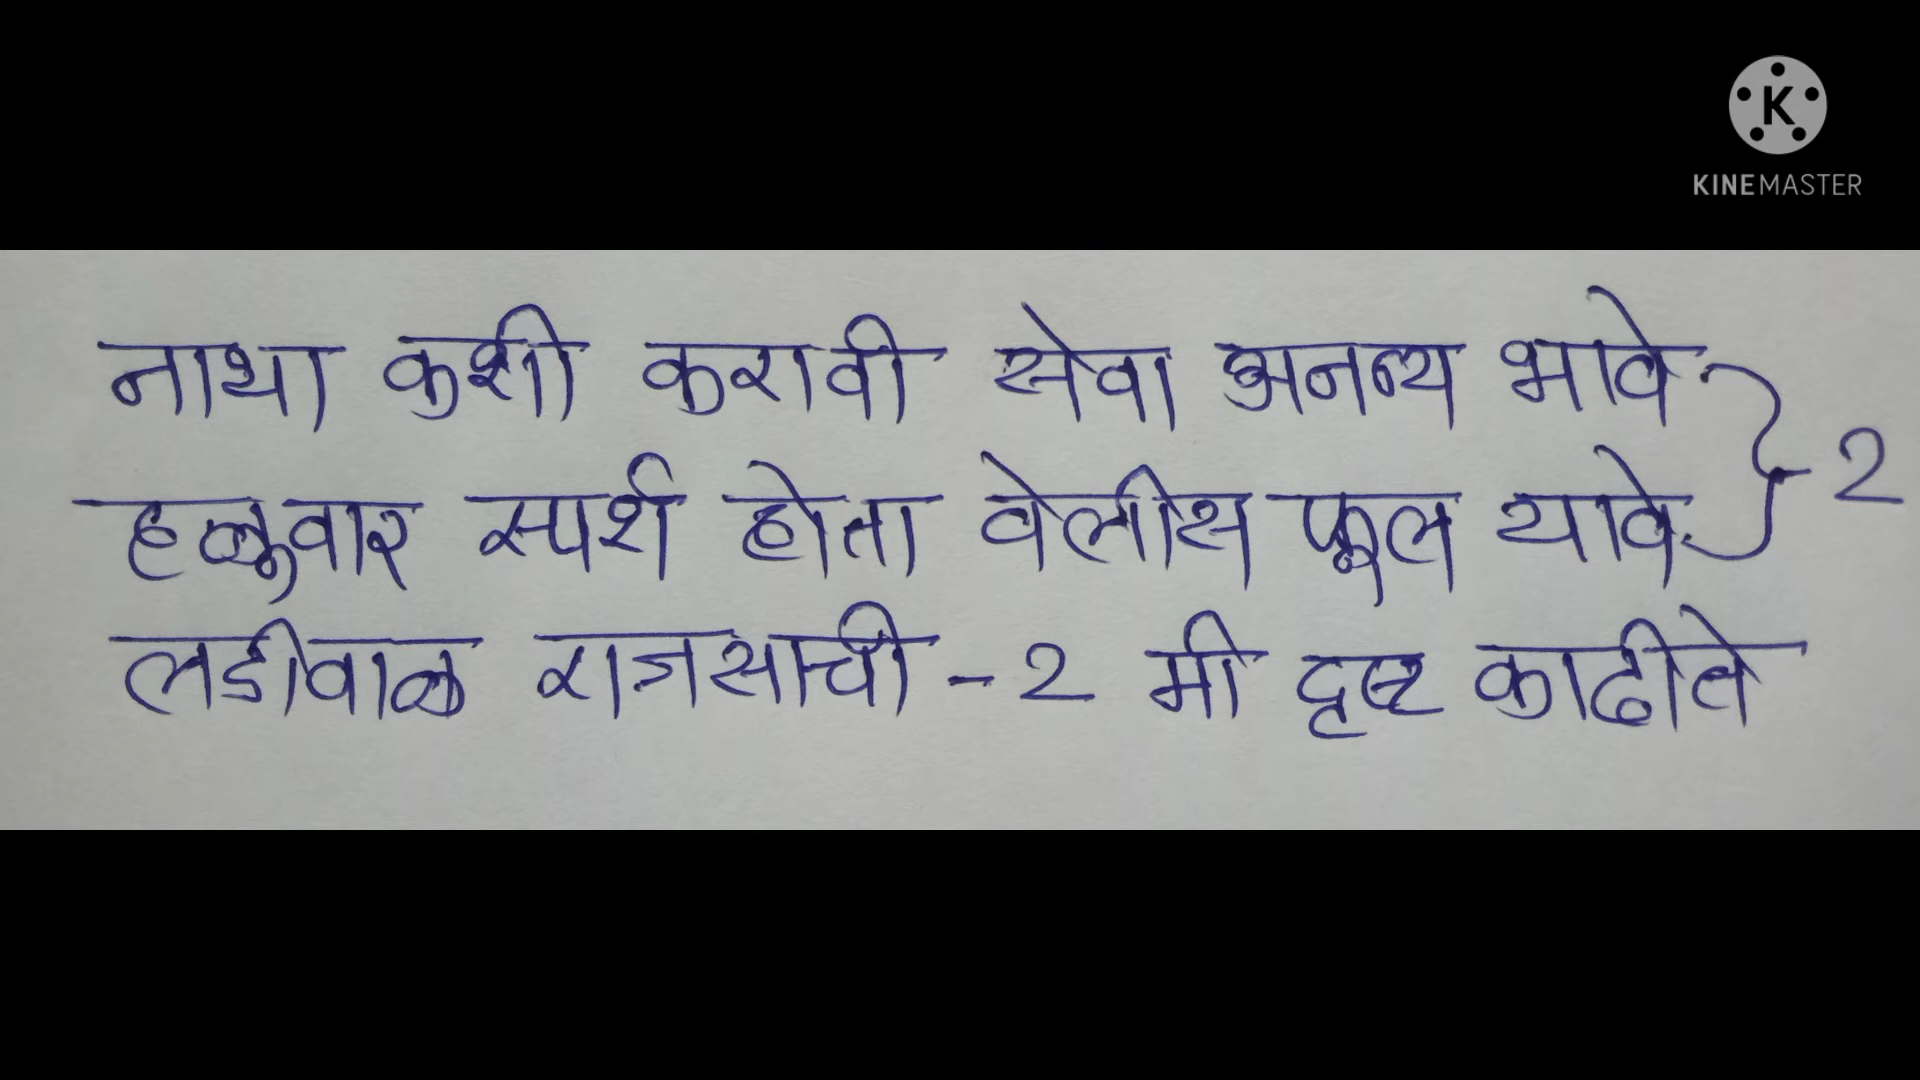 K
KINEMASTER
नाथा कशी करावी सेवा अनन्य भावे } 2
हळूवार स्पर्श होता वेलीस फूल यावे
लडीवाळ राजसाची - 2 मी दृष्ट काढीते